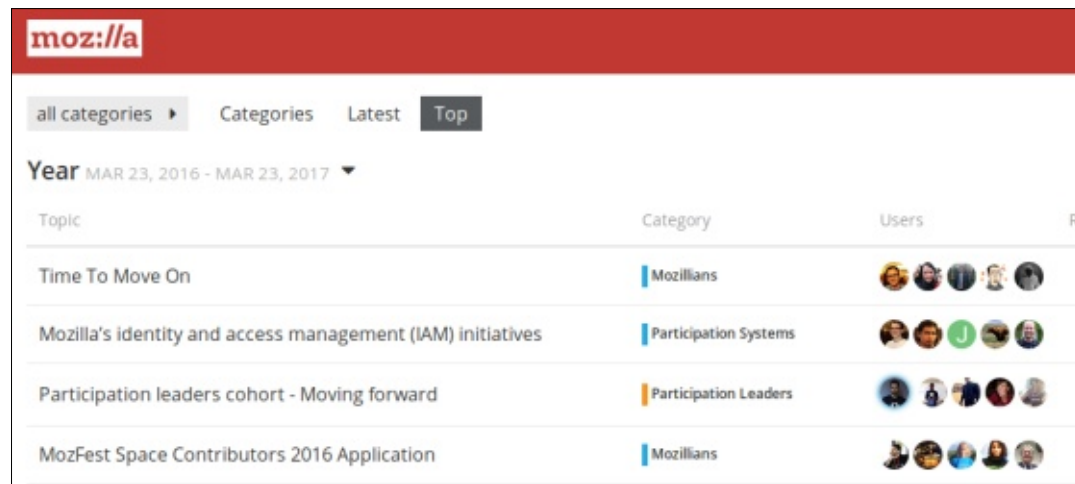 moz://a
all categories Categories Latest Top
Year MAR 23, 2016 - MAR 23, 2017
Topic Category Users
Time To Move On Mozillians
Mozilla's identity and access management (IAM) initiatives Participation Systems J
Participation leaders cohort - Moving forward Participation Leaders
MozFest Space Contributors 2016 Application Mozillians